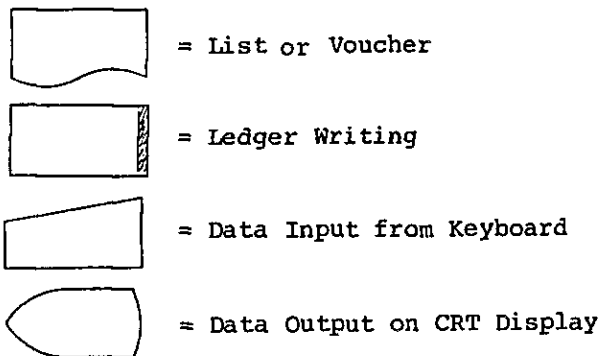 = List or Voucher
= Ledger Writing
= Data Input from Keyboard
= Data Output on CRT Display